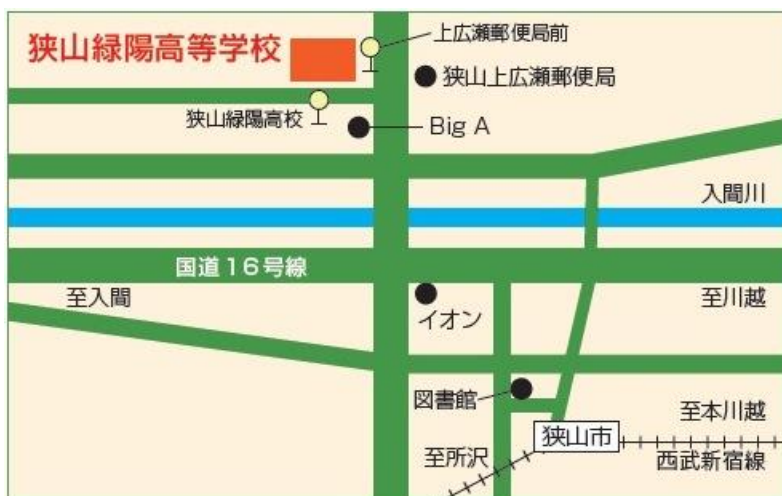 上広瀬郵便局前
狭山緑陽高等学校
狭山上広瀬郵便局
狭山緑陽高校
Big A
入間川
国道16号線
至入間
至川越
イオン
図書館
至本川越
狭山市
至所沢
西武新宿線